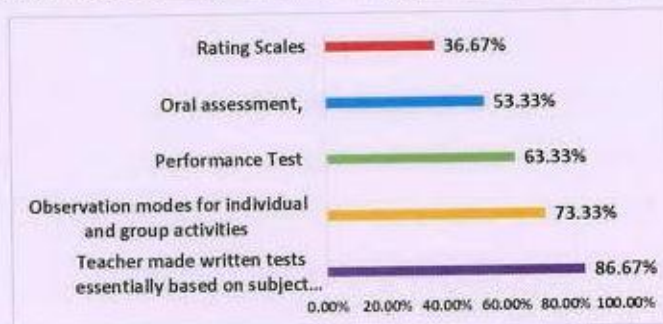 Rating Scales 36.67%
Oral assessment, 53.33%
Performance Test 63.33%
Observation modes for individual
and group activities 73.33%
Teacher made written tests
essentially based on subject... 86.67%
0.00% 20.00% 40.00% 60.00% 80.00% 100.00%